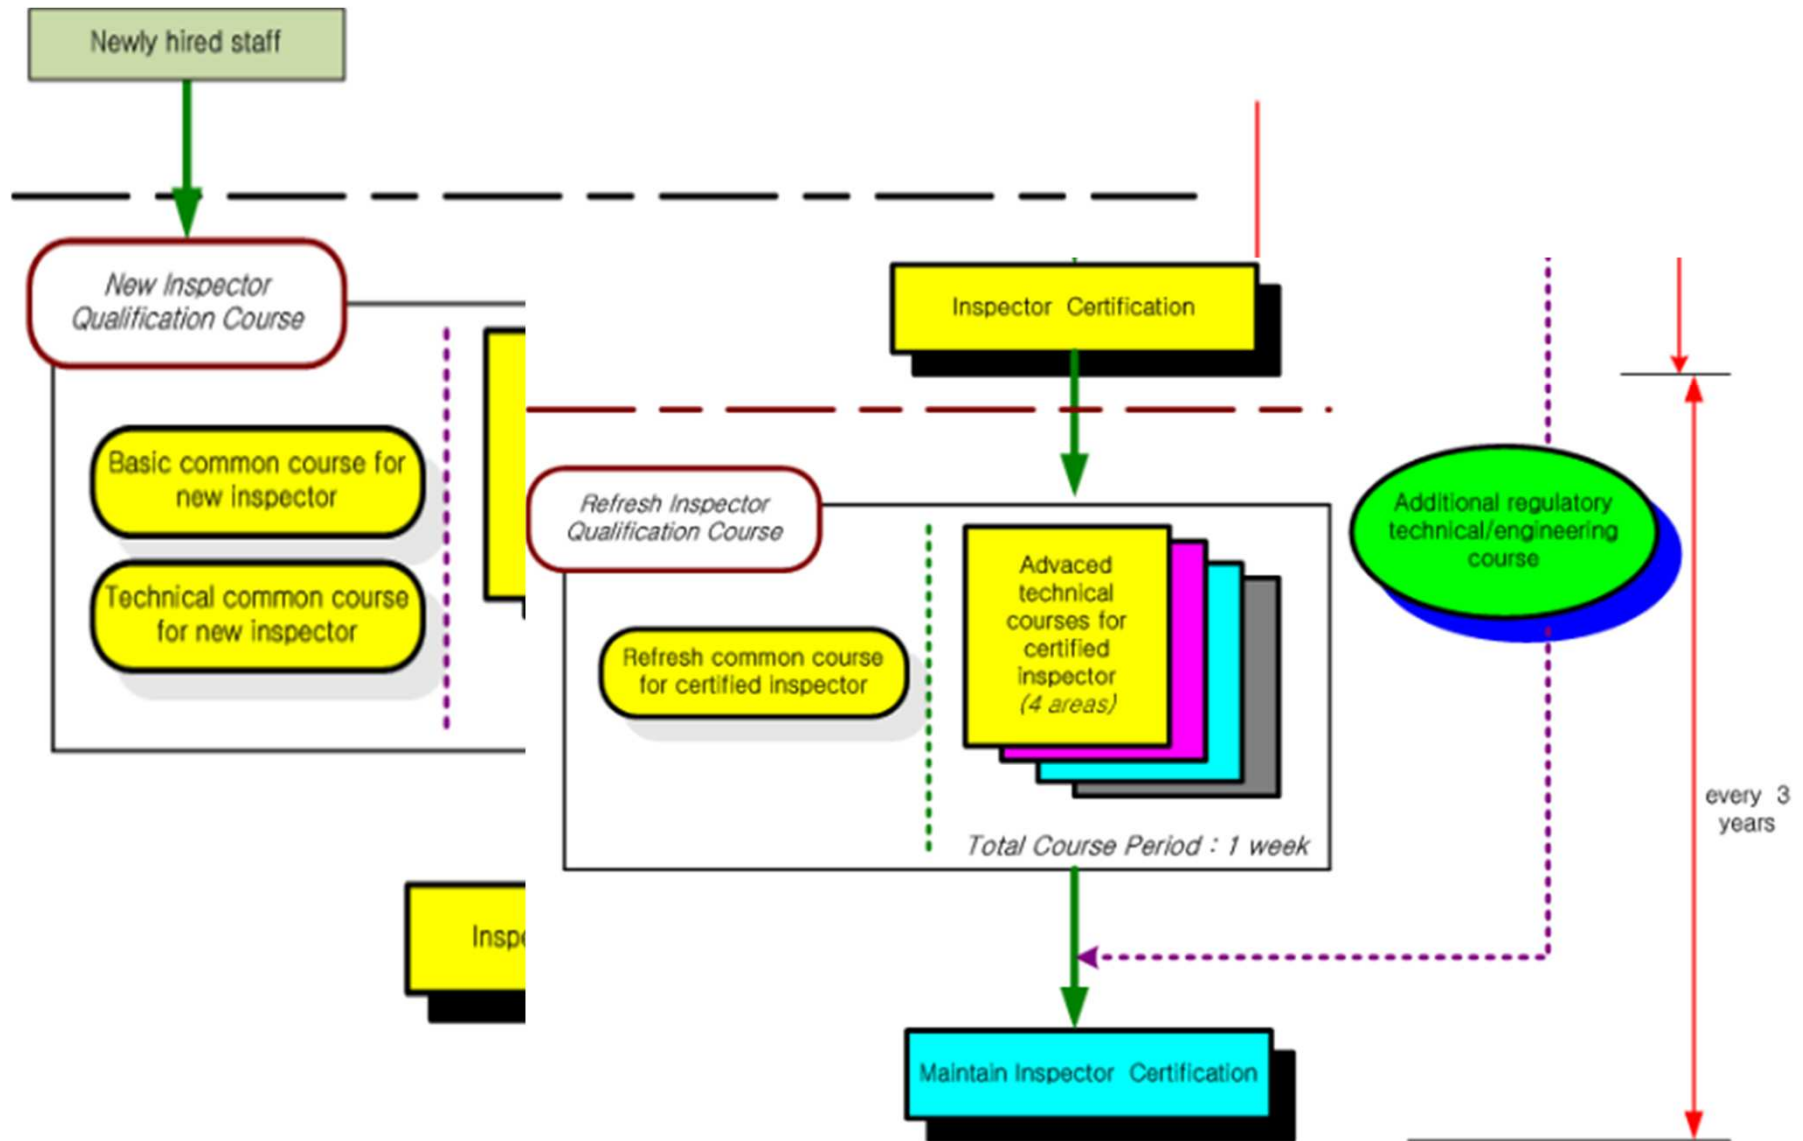 Newly hired staff
New Inspector
Qualification Course
Basic common course for
new inspector
Technical common course
for new inspector
Inspector Certification
Refresh Inspector
Qualification Course
Refresh common course
for certified inspector
Advaced
technical
courses for
certified
inspector
(4 areas)
Total Course Period : 1 week
Additional regulatory
technical/engineering
course
every 3
years
Maintain Inspector Certification